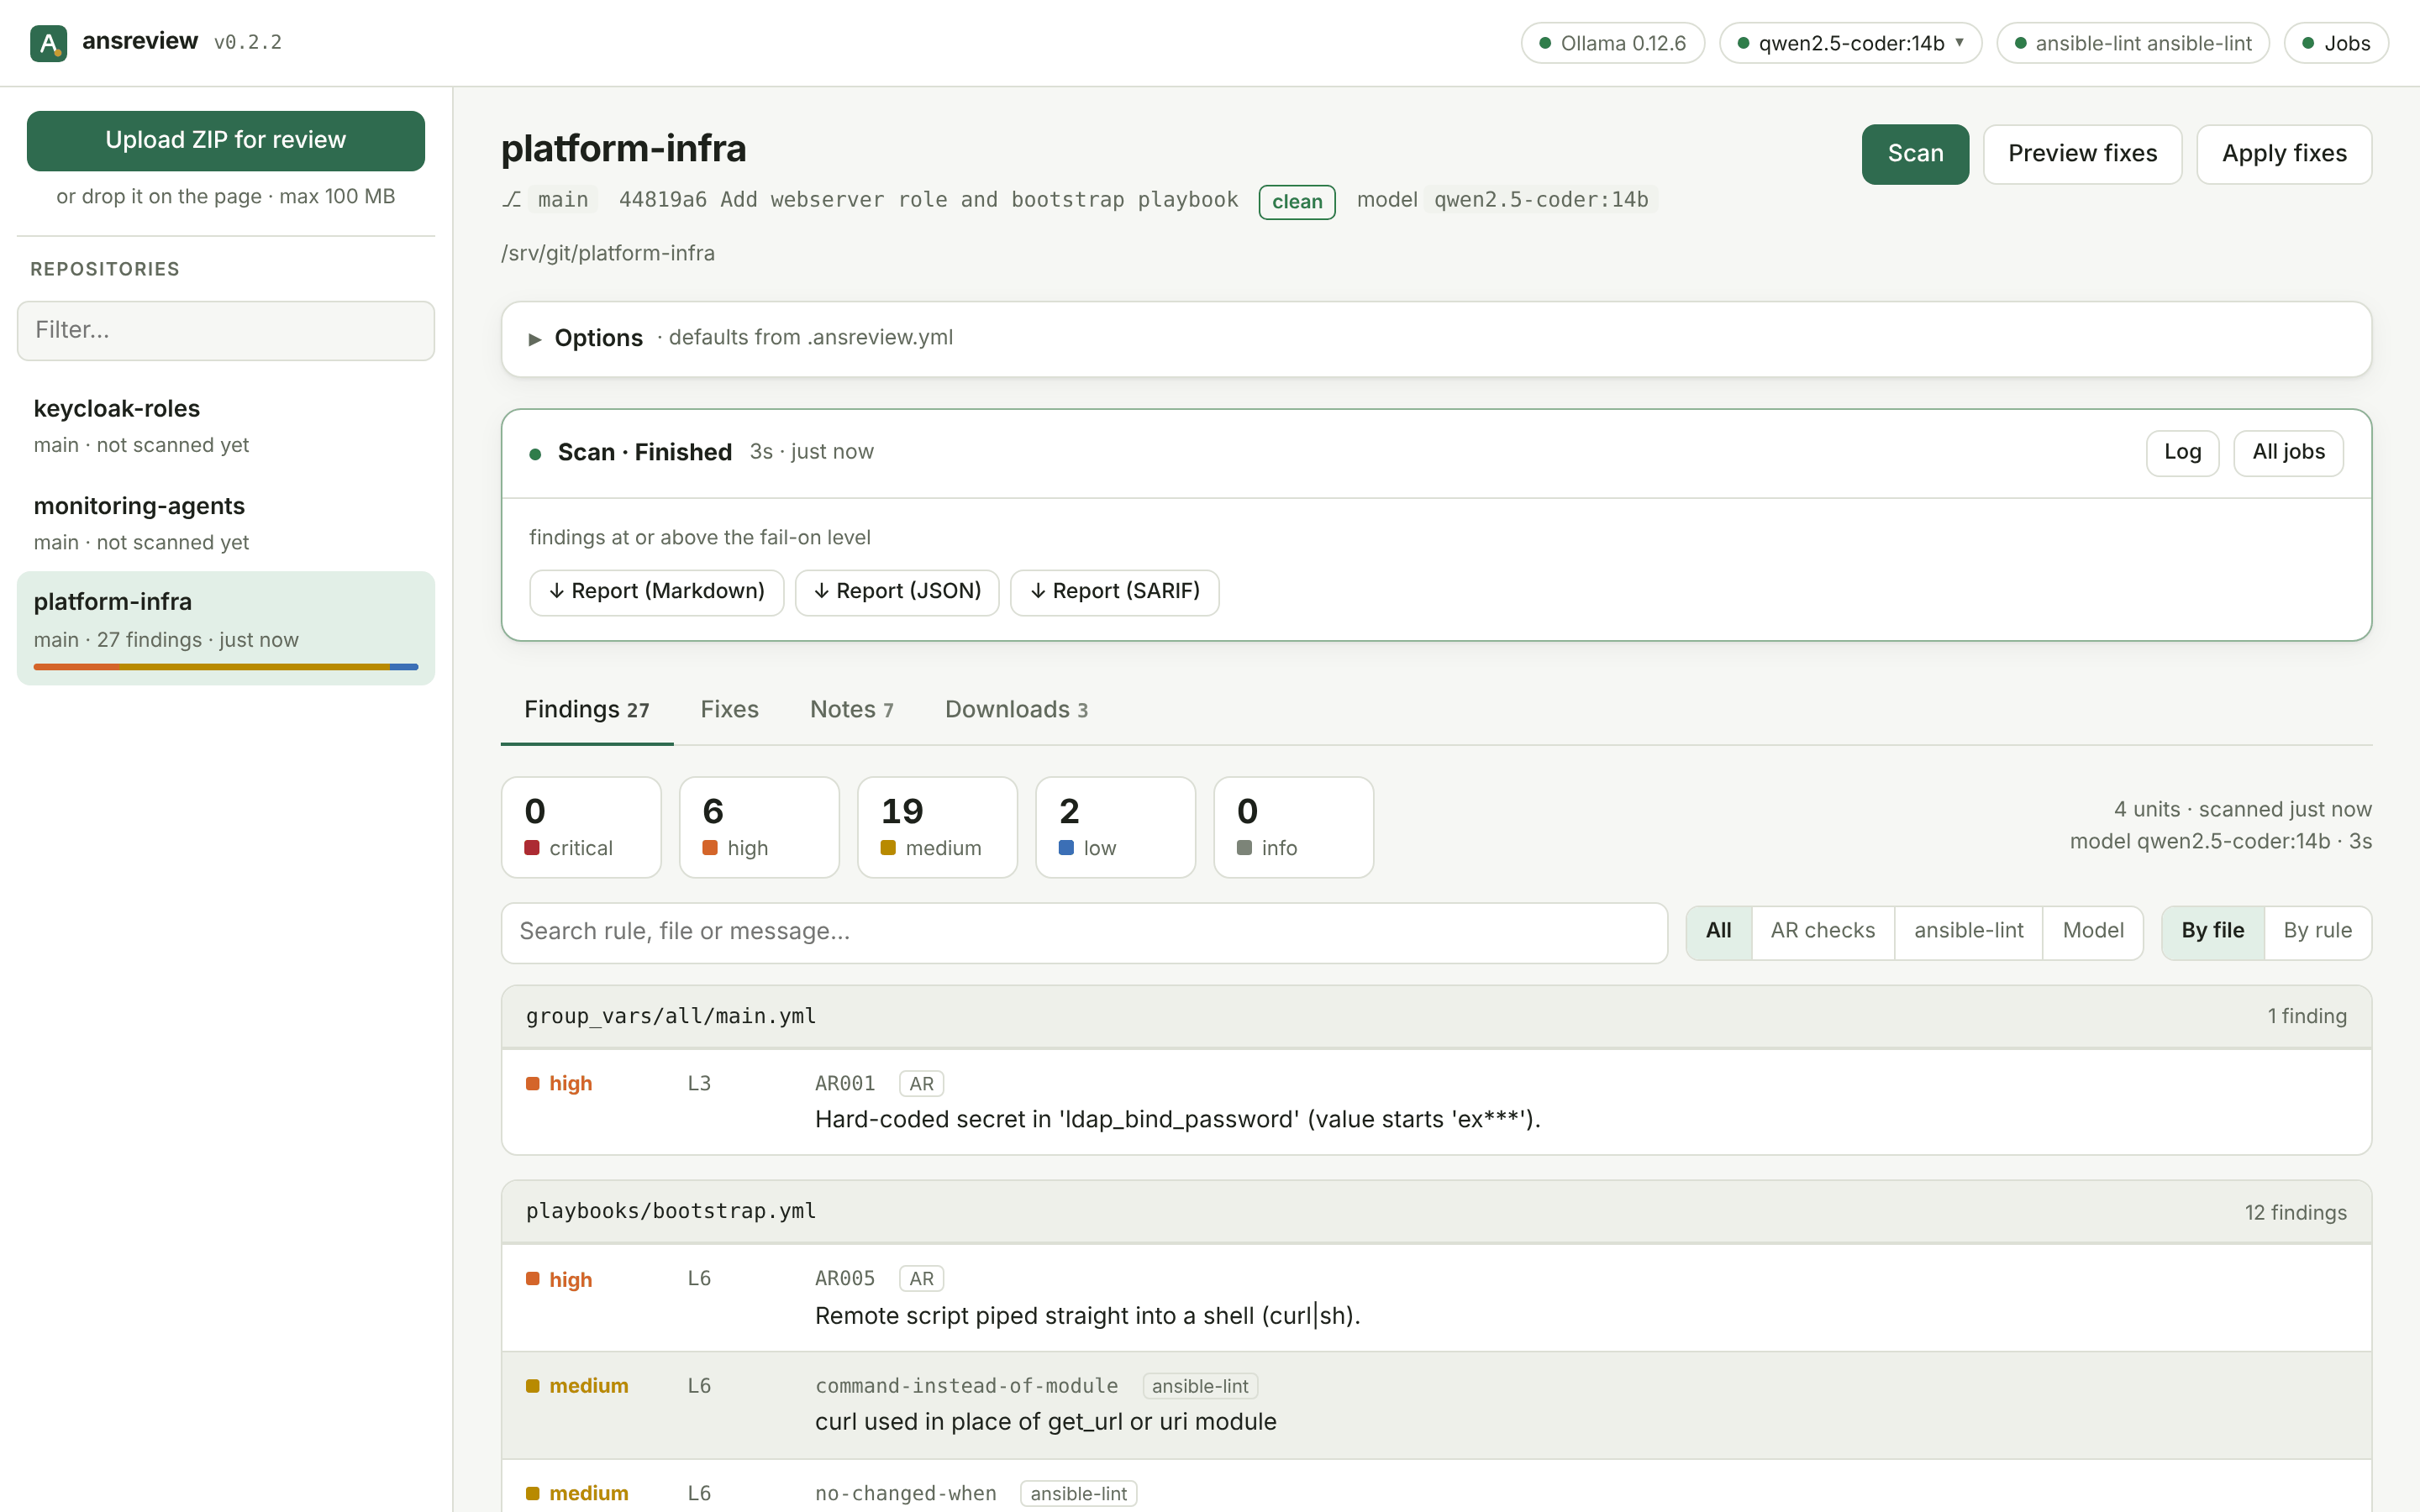 ansreview v0.2.2
Ollama 0.12.6
qwen2.5-coder:14b ▾
ansible-lint ansible-lint
Jobs
Upload ZIP for review
or drop it on the page · max 100 MB
REPOSITORIES
Filter...
keycloak-roles
main · not scanned yet
monitoring-agents
main · not scanned yet
platform-infra
main · 27 findings · just now
platform-infra
Scan
Preview fixes
Apply fixes
⎇ main 44819a6 Add webserver role and bootstrap playbook clean model qwen2.5-coder:14b
/srv/git/platform-infra
▶ Options · defaults from .ansreview.yml
Scan · Finished 3s · just now
Log
All jobs
findings at or above the fail-on level
↓ Report (Markdown)
↓ Report (JSON)
↓ Report (SARIF)
Findings 27
Fixes
Notes 7
Downloads 3
0
critical
6
high
19
medium
2
low
0
info
4 units · scanned just now
model qwen2.5-coder:14b · 3s
Search rule, file or message...
All
AR checks
ansible-lint
Model
By file
By rule
group_vars/all/main.yml
1 finding
high L3 AR001 AR
Hard-coded secret in 'ldap_bind_password' (value starts 'ex***').
playbooks/bootstrap.yml
12 findings
high L6 AR005 AR
Remote script piped straight into a shell (curl|sh).
medium L6 command-instead-of-module ansible-lint
curl used in place of get_url or uri module
medium L6 no-changed-when ansible-lint